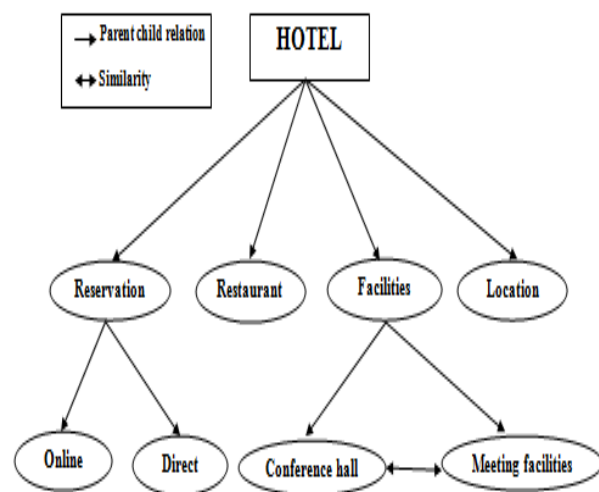 Parent child relation
Similarity
HOTEL
Reservation
Restaurant
Facilities
Location
Online
Direct
Conference hall
Meeting facilities